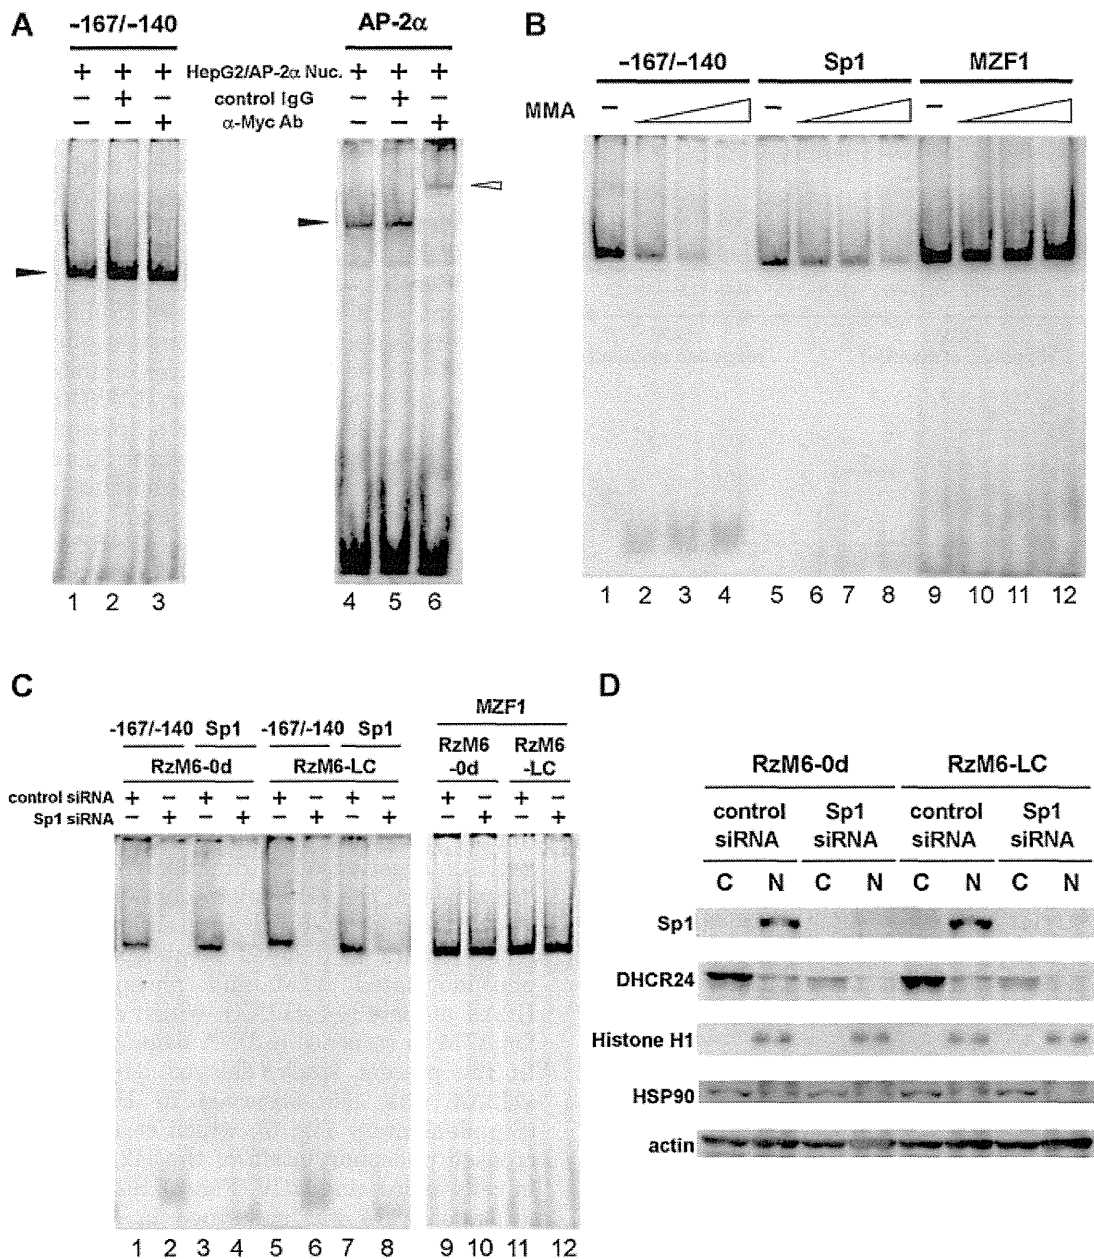 A
-167/-140
AP-2α
+ + + HepG2/AP-2α Nuc. + + +
− + − control IgG − + −
− − + α-Myc Ab − − +
1 2 3 4 5 6
B
-167/-140 Sp1 MZF1
MMA − − −
1 2 3 4 5 6 7 8 9 10 11 12
C
MZF1
-167/-140 Sp1 -167/-140 Sp1
RzM6-0d RzM6-LC
RzM6 RzM6
-0d -LC
control siRNA + − + − + − + − + − + −
Sp1 siRNA − + − + − + − + − + − +
1 2 3 4 5 6 7 8 9 10 11 12
D
RzM6-0d RzM6-LC
control Sp1 control Sp1
siRNA siRNA siRNA siRNA
C N C N C N C N
Sp1
DHCR24
Histone H1
HSP90
actin